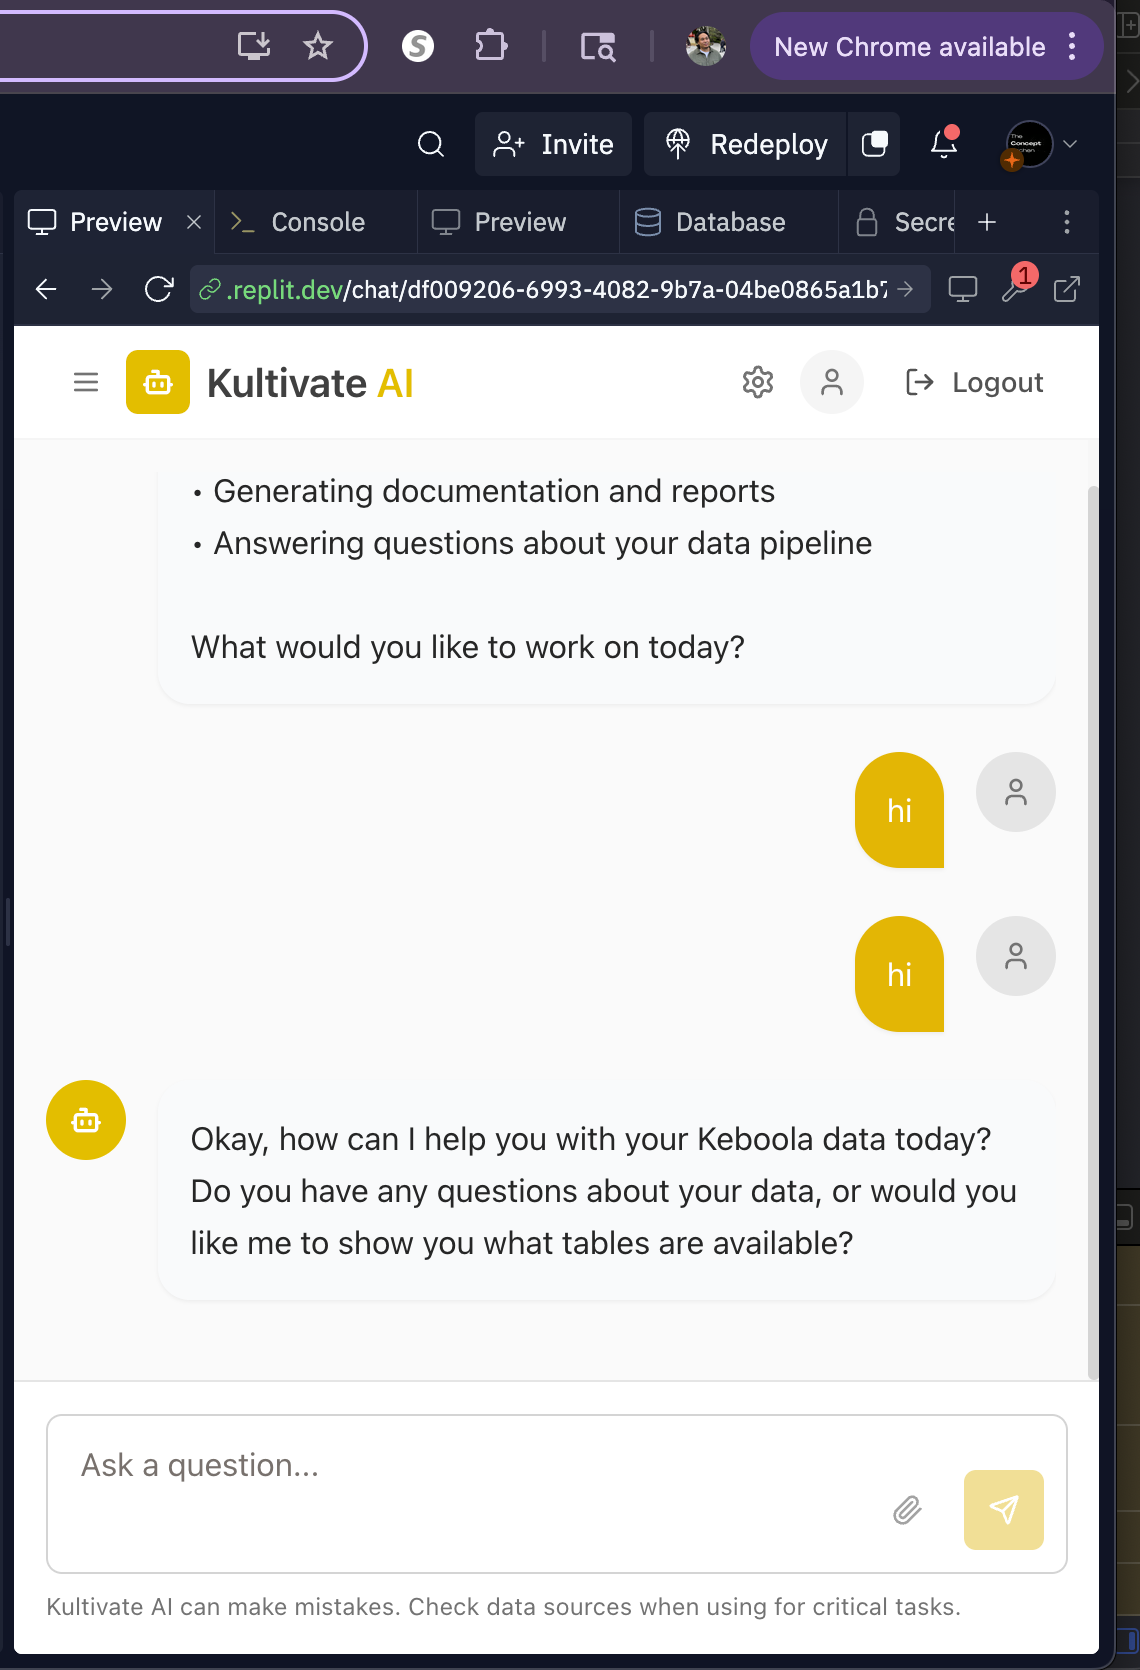 New Chrome available
Invite
Redeploy
The
Concept
Preview
Console
Preview
Database
Secre
.replit.dev/chat/df009206-6993-4082-9b7a-04be0865a1b7
1
Kultivate AI
Logout
• Generating documentation and reports
• Answering questions about your data pipeline
What would you like to work on today?
hi
hi
Okay, how can I help you with your Keboola data today?
Do you have any questions about your data, or would you
like me to show you what tables are available?
Ask a question...
Kultivate AI can make mistakes. Check data sources when using for critical tasks.